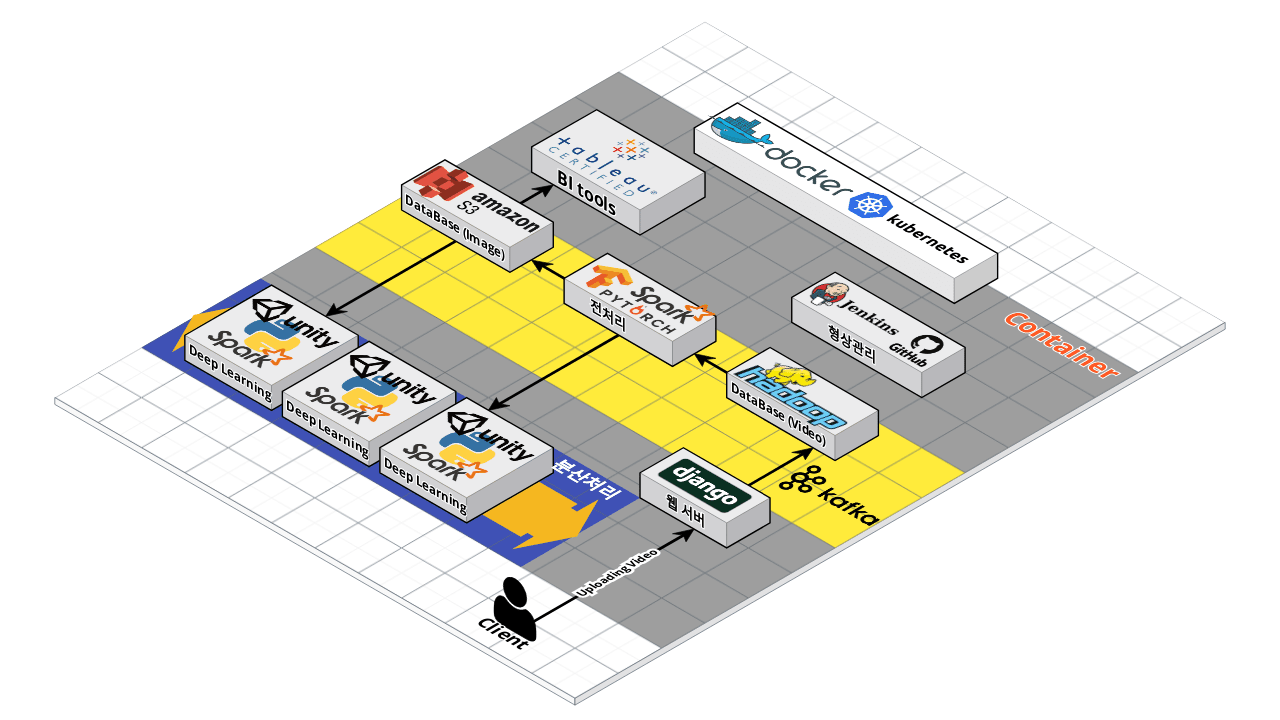 docker
kubernetes
+ableau®
CERTIFIED
BI tools
amazon
S3
DataBase (Image)
Spark
PYTORCH
전처리
Jenkins
GitHub
형상관리
Container
unity
Spark
Deep Learning
unity
Spark
Deep Learning
unity
Spark
Deep Learning
분산처리
hadoop
DataBase (Video)
django
웹 서버
kafka
Uploading Video
Client